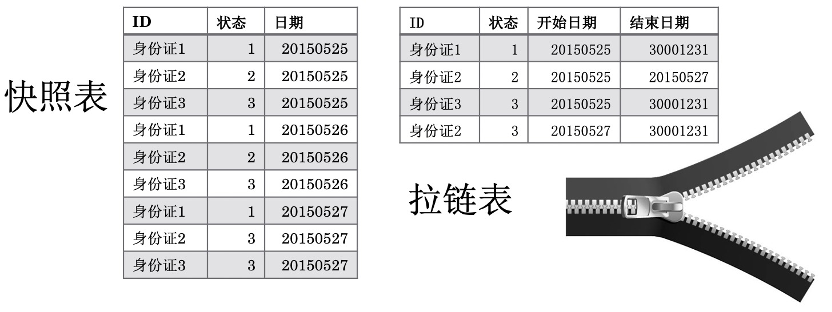 快照表
ID 状态 日期
身份证1 1 20150525
身份证2 2 20150525
身份证3 3 20150525
身份证1 1 20150526
身份证2 2 20150526
身份证3 3 20150526
身份证1 1 20150527
身份证2 3 20150527
身份证3 3 20150527
ID 状态 开始日期 结束日期
身份证1 1 20150525 30001231
身份证2 2 20150525 20150527
身份证3 3 20150525 30001231
身份证2 3 20150527 30001231
拉链表